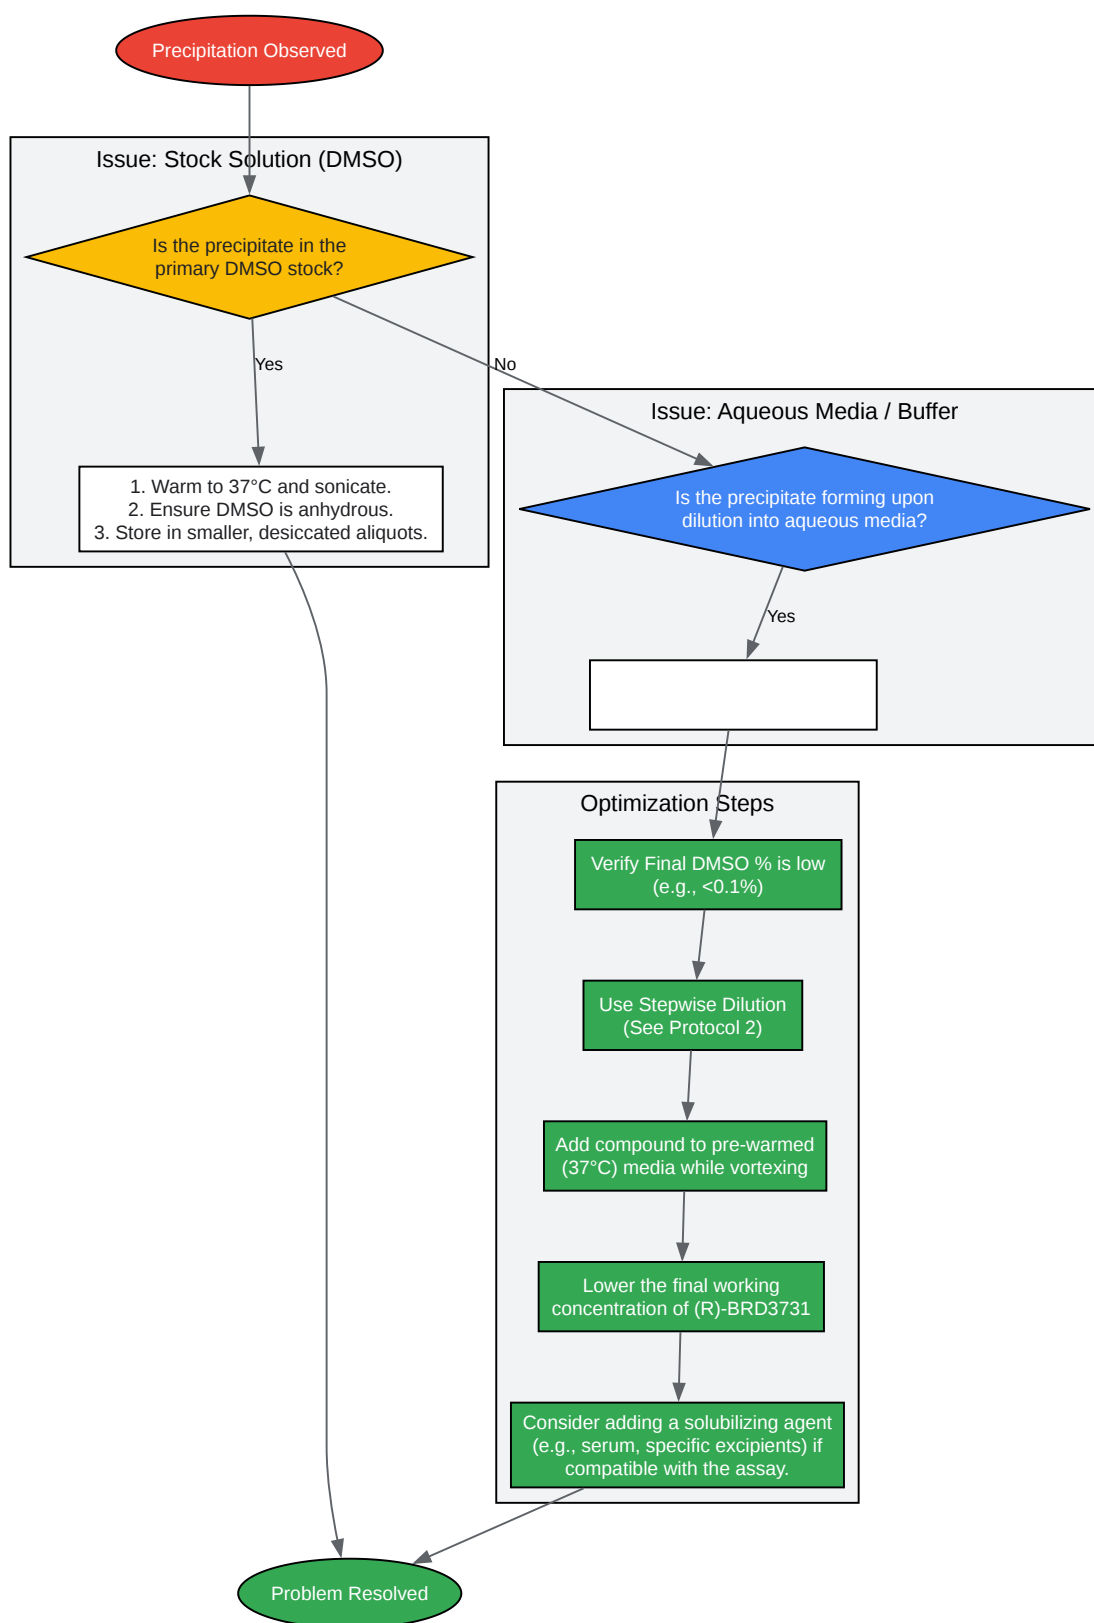 Precipitation Observed
Issue: Stock Solution (DMSO)
Is the precipitate in the
primary DMSO stock?
Yes
No
1. Warm to 37°C and sonicate.
2. Ensure DMSO is anhydrous.
3. Store in smaller, desiccated aliquots.
Issue: Aqueous Media / Buffer
Is the precipitate forming upon
dilution into aqueous media?
Yes
Optimization Steps
Verify Final DMSO % is low
(e.g., <0.1%)
Use Stepwise Dilution
(See Protocol 2)
Add compound to pre-warmed
(37°C) media while vortexing
Lower the final working
concentration of (R)-BRD3731
Consider adding a solubilizing agent
(e.g., serum, specific excipients) if
compatible with the assay.
Problem Resolved